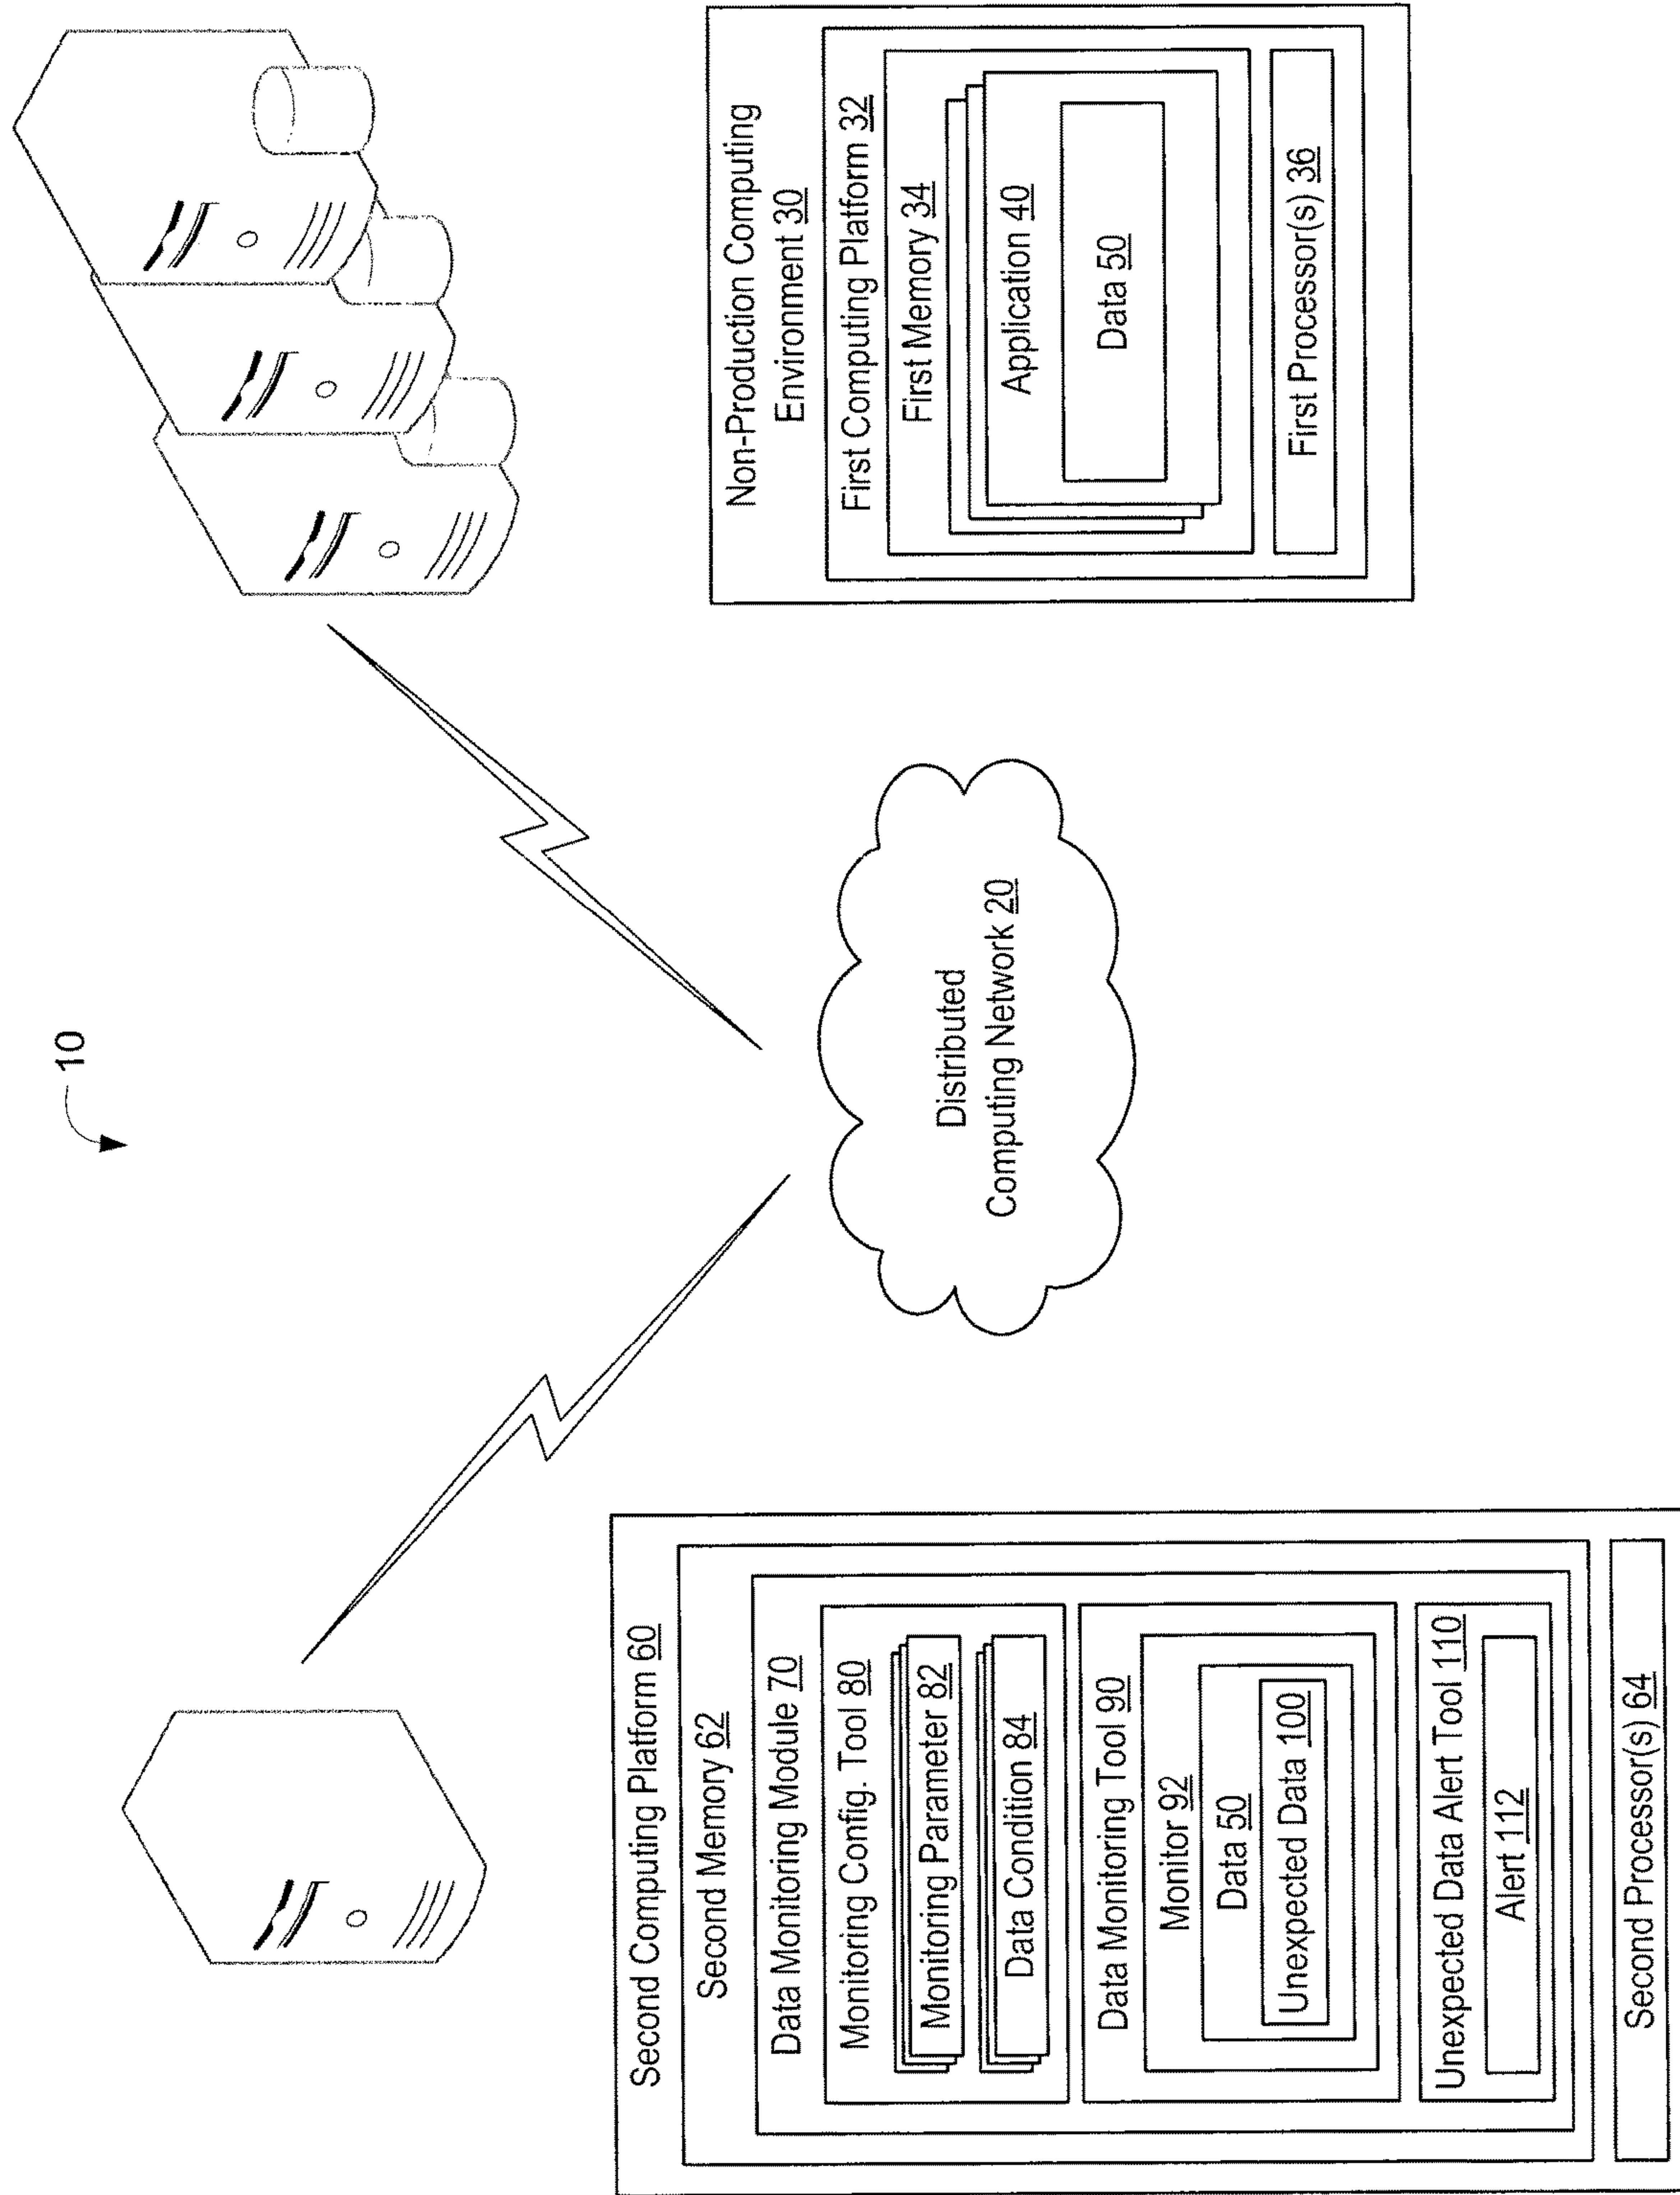 10
Second Computing Platform 60
Second Memory 62
Data Monitoring Module 70
Monitoring Config. Tool 80
Monitoring Parameter 82
Data Condition 84
Data Monitoring Tool 90
Monitor 92
Data 50
Unexpected Data 100
Unexpected Data Alert Tool 110
Alert 112
Second Processor(s) 64
Distributed
Computing Network 20
Non-Production Computing
Environment 30
First Computing Platform 32
First Memory 34
Application 40
Data 50
First Processor(s) 36